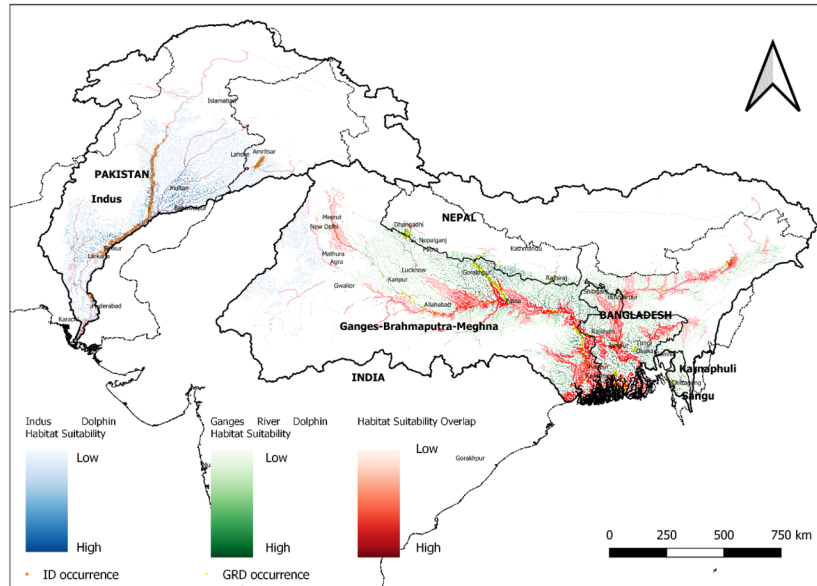 Islamabad
Lahore Amritsar
PAKISTAN
Indus
Multan
Larkana
Hyderabad
Karachi
Meerut
New Delhi
Mathura
Agra
Gwalior
Dhangadhi
NEPAL
Nepalganj
Kathmandu
Lucknow
Kanpur
Gorakhpur
Allahabad
Ganges-Brahmaputra-Meghna
BANGLADESH
Rajshahi
Tongi
Karnaphuli
Chittagong
Sangu
INDIA
Gorakhpur
Indus Dolphin
Habitat Suitability
Low
High
Ganges River Dolphin
Habitat Suitability
Low
High
Habitat Suitability Overlap
Low
High
ID occurrence
GRD occurrence
0 250 500 750 km